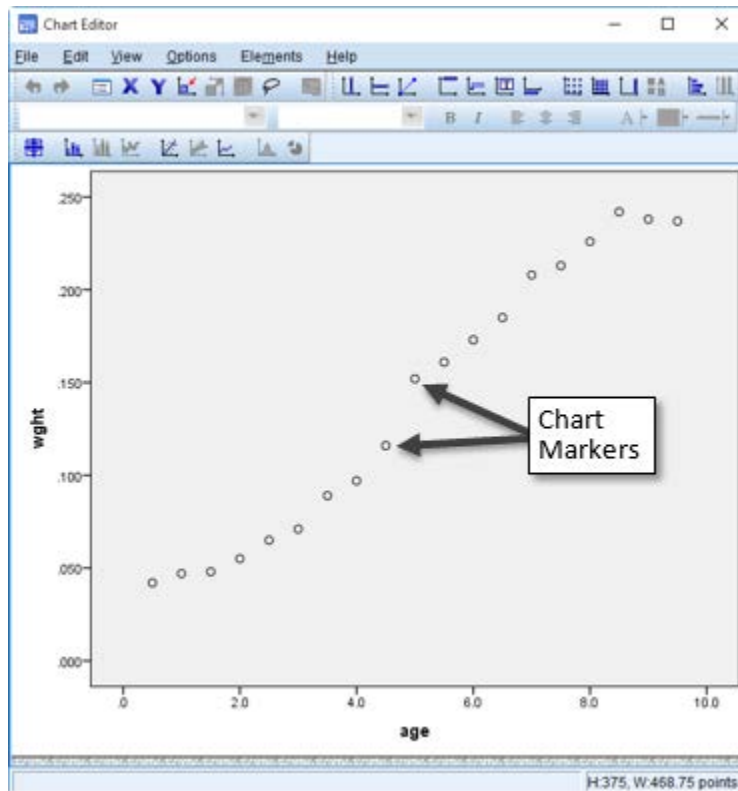 Chart Editor
File Edit View Options Elements Help
X Y
B I A
.250
.200
.150
.100
.050
.000
wght
Chart
Markers
.0 2.0 4.0 6.0 8.0 10.0
age
H:375, W:468.75 points